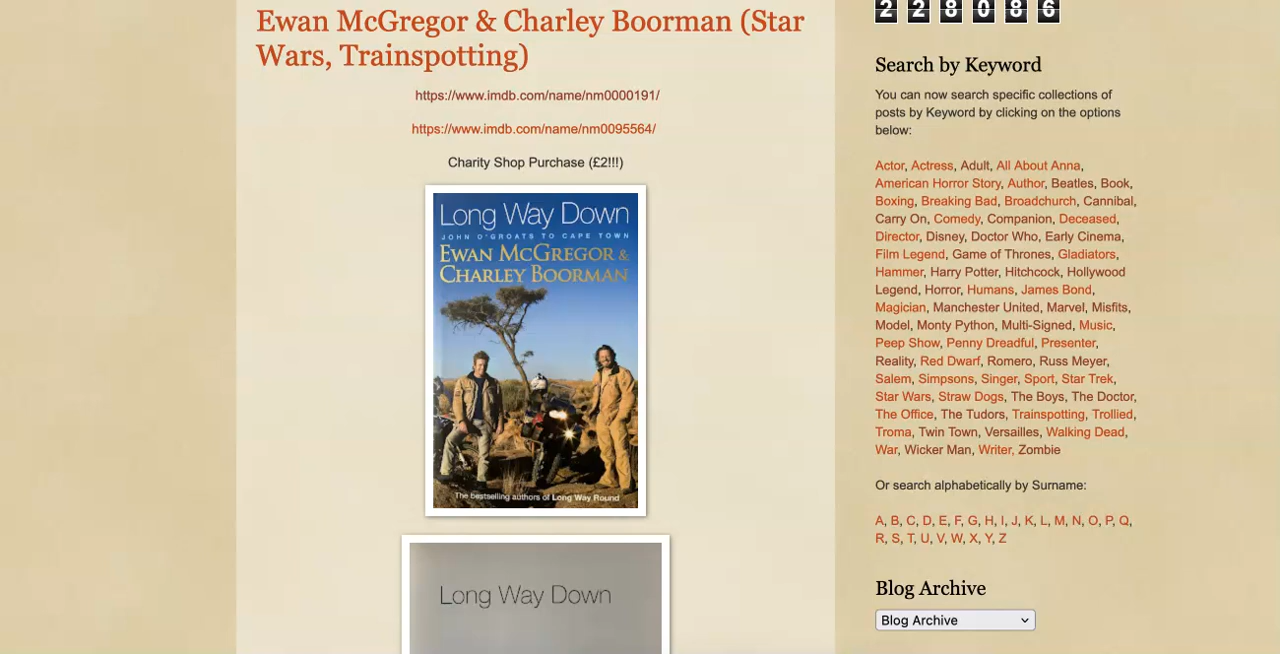 Ewan McGregor & Charley Boorman (Star
Wars, Trainspotting)
https://www.imdb.com/name/nm0000191/
https://www.imdb.com/name/nm0095564/
Charity Shop Purchase (£2!!!)
Long Way Down
JOHN O'GROATS TO CAPE TOWN
EWAN MCGREGOR &
CHARLEY BOORMAN
The bestselling authors of Long Way Round
Long Way Down
228086
Search by Keyword
You can now search specific collections of
posts by Keyword by clicking on the options
below:
Actor, Actress, Adult, All About Anna,
American Horror Story, Author, Beatles, Book,
Boxing, Breaking Bad, Broadchurch, Cannibal,
Carry On, Comedy, Companion, Deceased,
Director, Disney, Doctor Who, Early Cinema,
Film Legend, Game of Thrones, Gladiators,
Hammer, Harry Potter, Hitchcock, Hollywood
Legend, Horror, Humans, James Bond,
Magician, Manchester United, Marvel, Misfits,
Model, Monty Python, Multi-Signed, Music,
Peep Show, Penny Dreadful, Presenter,
Reality, Red Dwarf, Romero, Russ Meyer,
Salem, Simpsons, Singer, Sport, Star Trek,
Star Wars, Straw Dogs, The Boys, The Doctor,
The Office, The Tudors, Trainspotting, Trollied,
Troma, Twin Town, Versailles, Walking Dead,
War, Wicker Man, Writer, Zombie
Or search alphabetically by Surname:
A, B, C, D, E, F, G, H, I, J, K, L, M, N, O, P, Q,
R, S, T, U, V, W, X, Y, Z
Blog Archive
Blog Archive